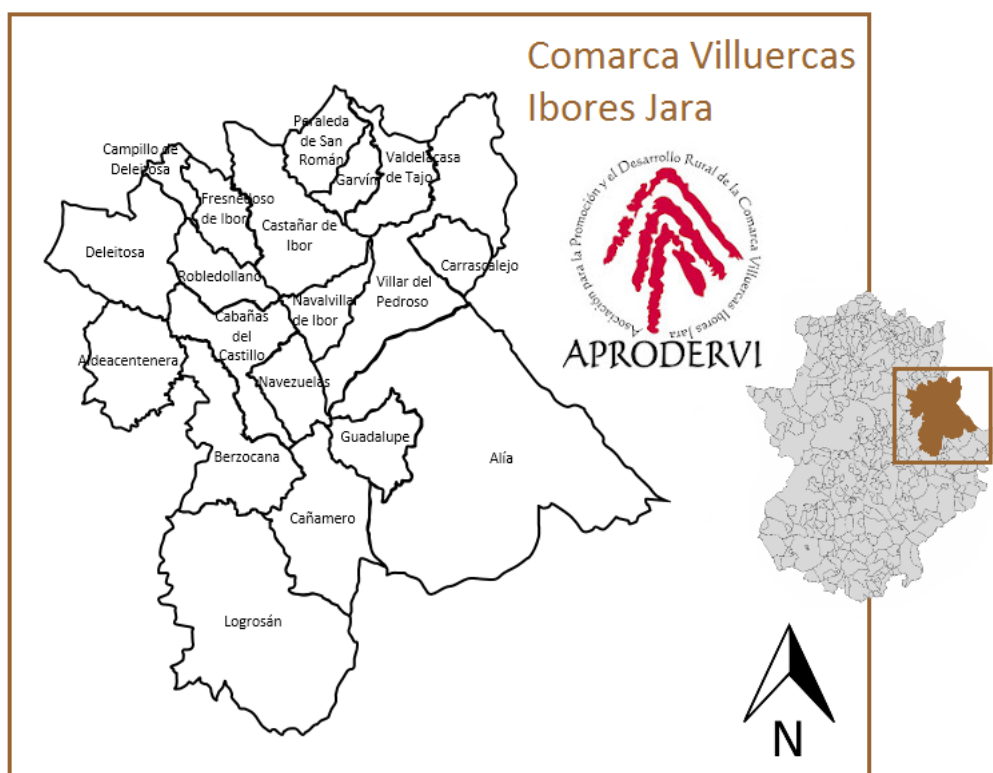 Comarca Villuercas
Ibores Jara
Peraleda
de San
Román
Campillo de
Deleitosa
Valdelacasa
de Tajo
Garvín
Fresnedoso
de Ibor
Castañar de
Ibor
Deleitosa
Carrascalejo
Robledollano
Villar del
Pedroso
Navalvillar
de Ibor
Cabañas
del
Castillo
Aldeacentenera
Navezuelas
Guadalupe
Berzocana
Alía
Cañamero
Logrosán
Asociación para la Promoción y el Desarrollo Rural de la Comarca Villuercas Ibores Jara
APRODERVI
N